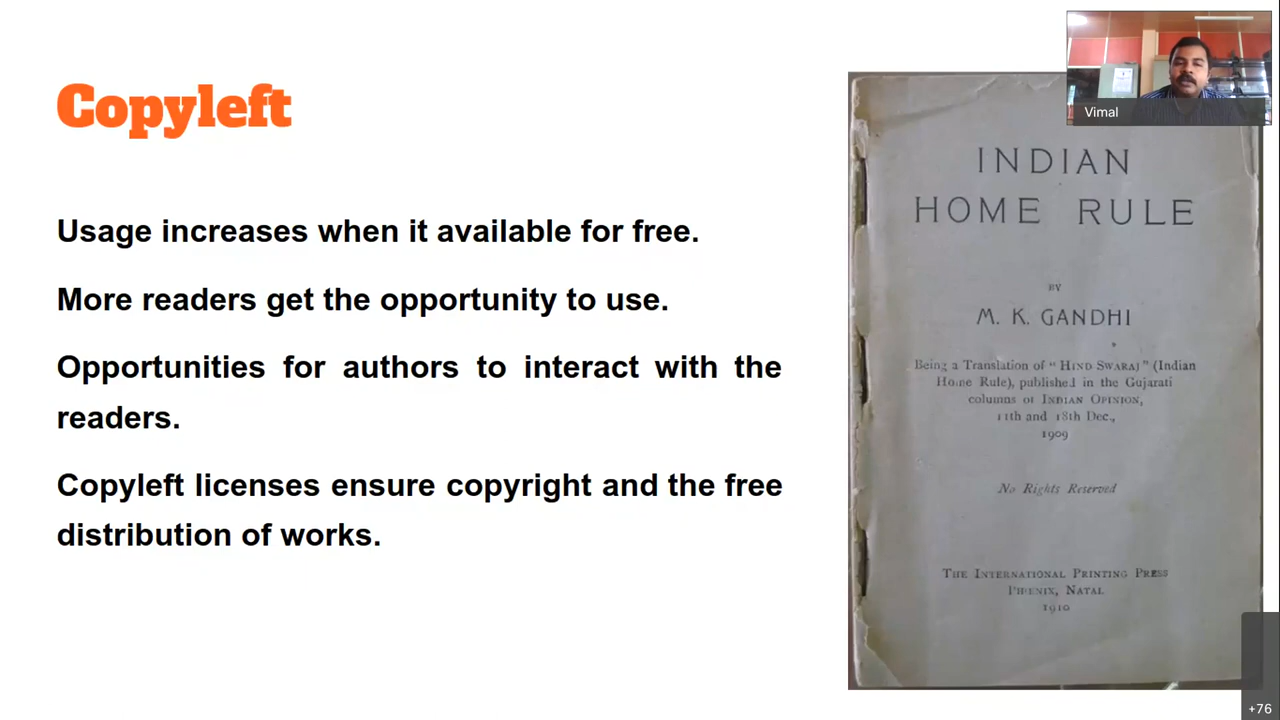 Copyleft
Usage increases when it available for free.
More readers get the opportunity to use.
Opportunities for authors to interact with the
readers.
Copyleft licenses ensure copyright and the free
distribution of works.
Vimal
INDIAN
HOME RULE
BY
M. K. GANDHI
Being a Translation of " HIND SWARAJ " (Indian
Home Rule), published in the Gujarati
columns of INDIAN OPINION,
11th and 18th Dec.,
1909
No Rights Reserved
THE INTERNATIONAL PRINTING PRESS
PHŒNIX, NATAL
1910
+76